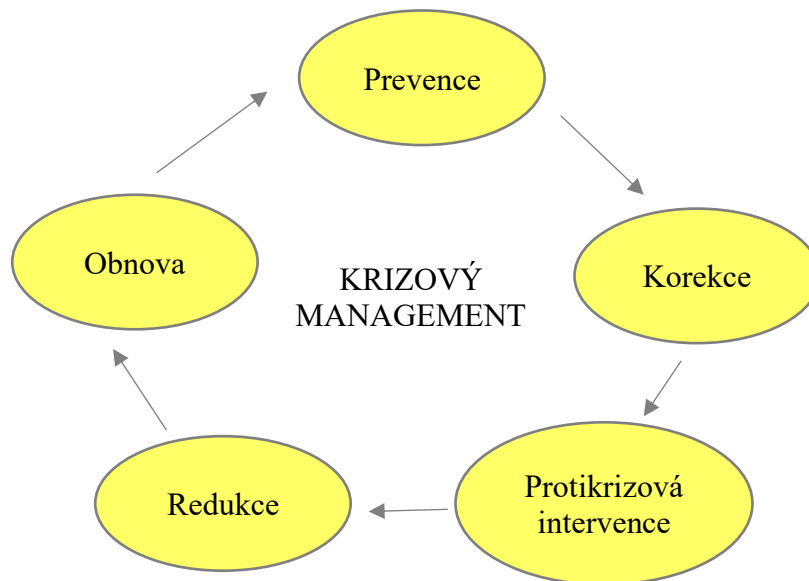 Prevence
Korekce
Protikrizová
intervence
Redukce
Obnova
KRIZOVÝ
MANAGEMENT